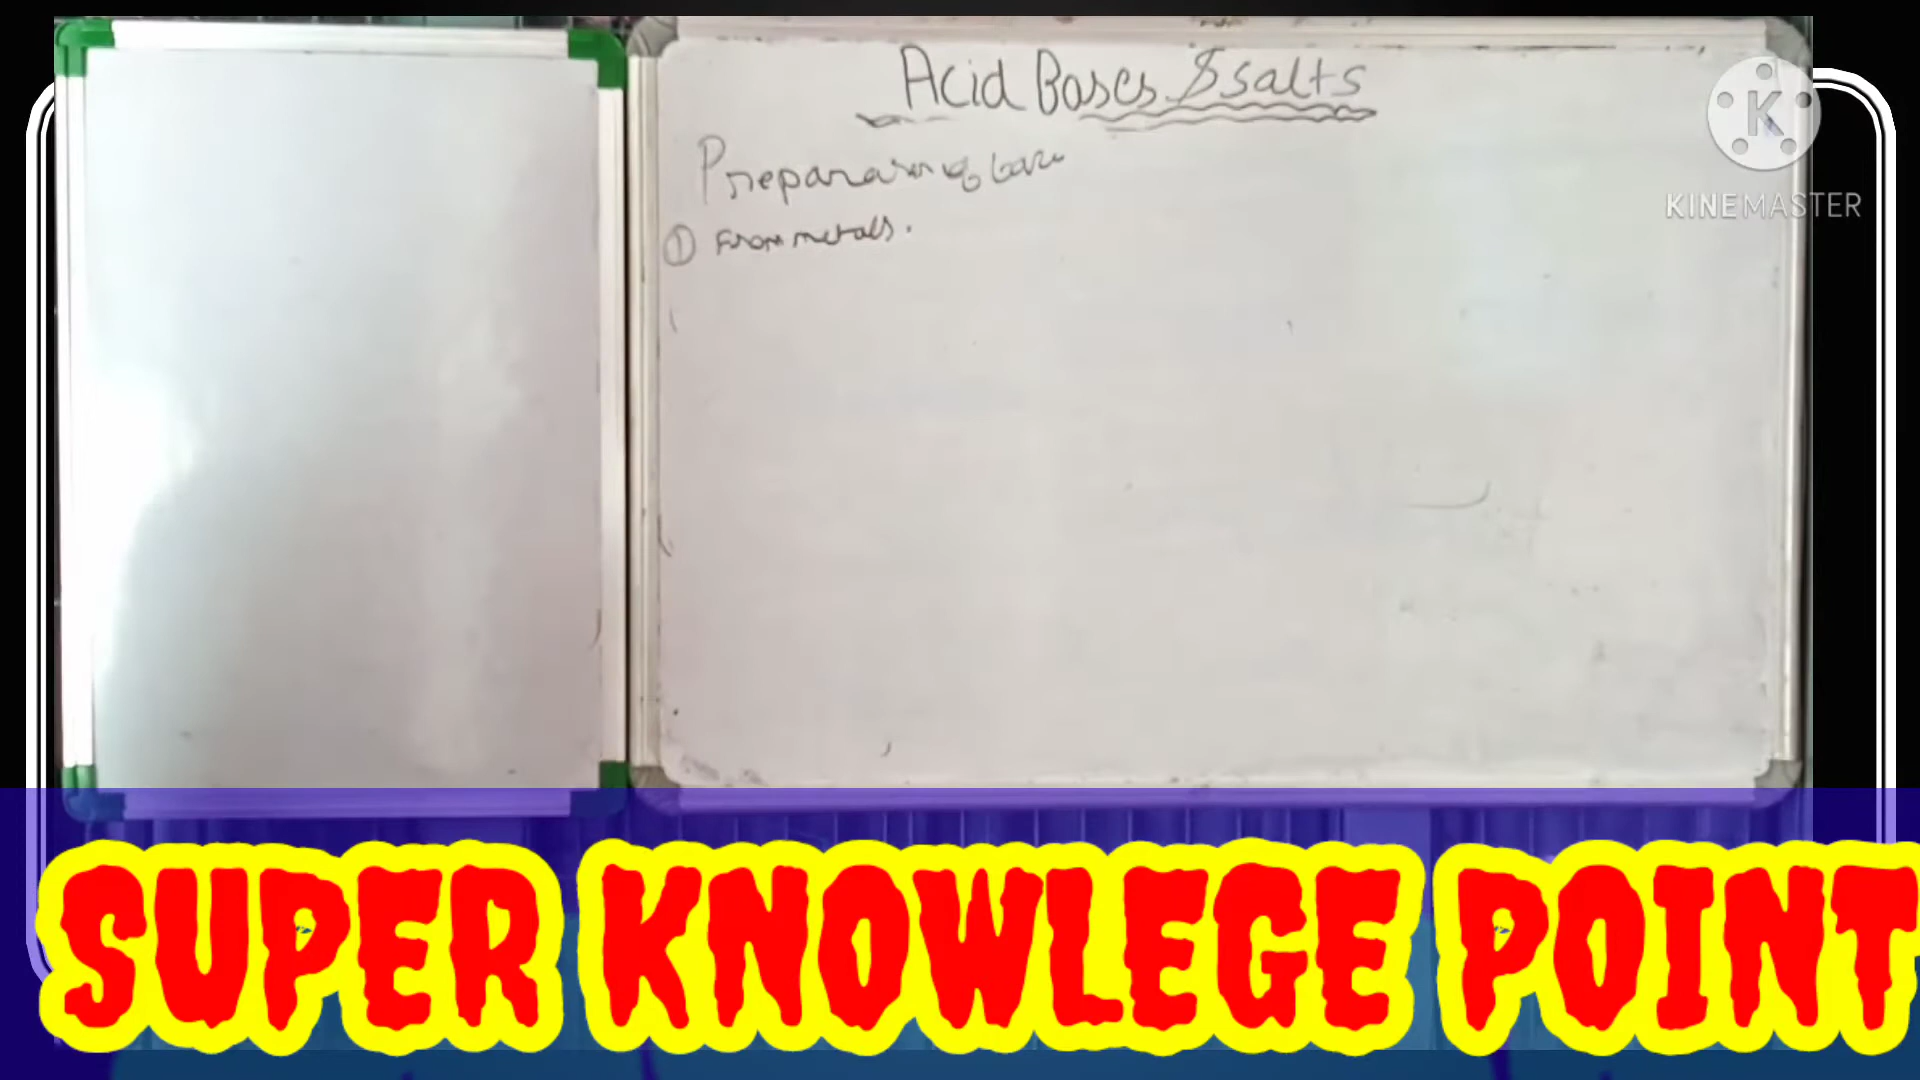 Acid Bases & salts
Preparation of base
① From metals.
KINEMASTER
SUPER KNOWLEGE POINT